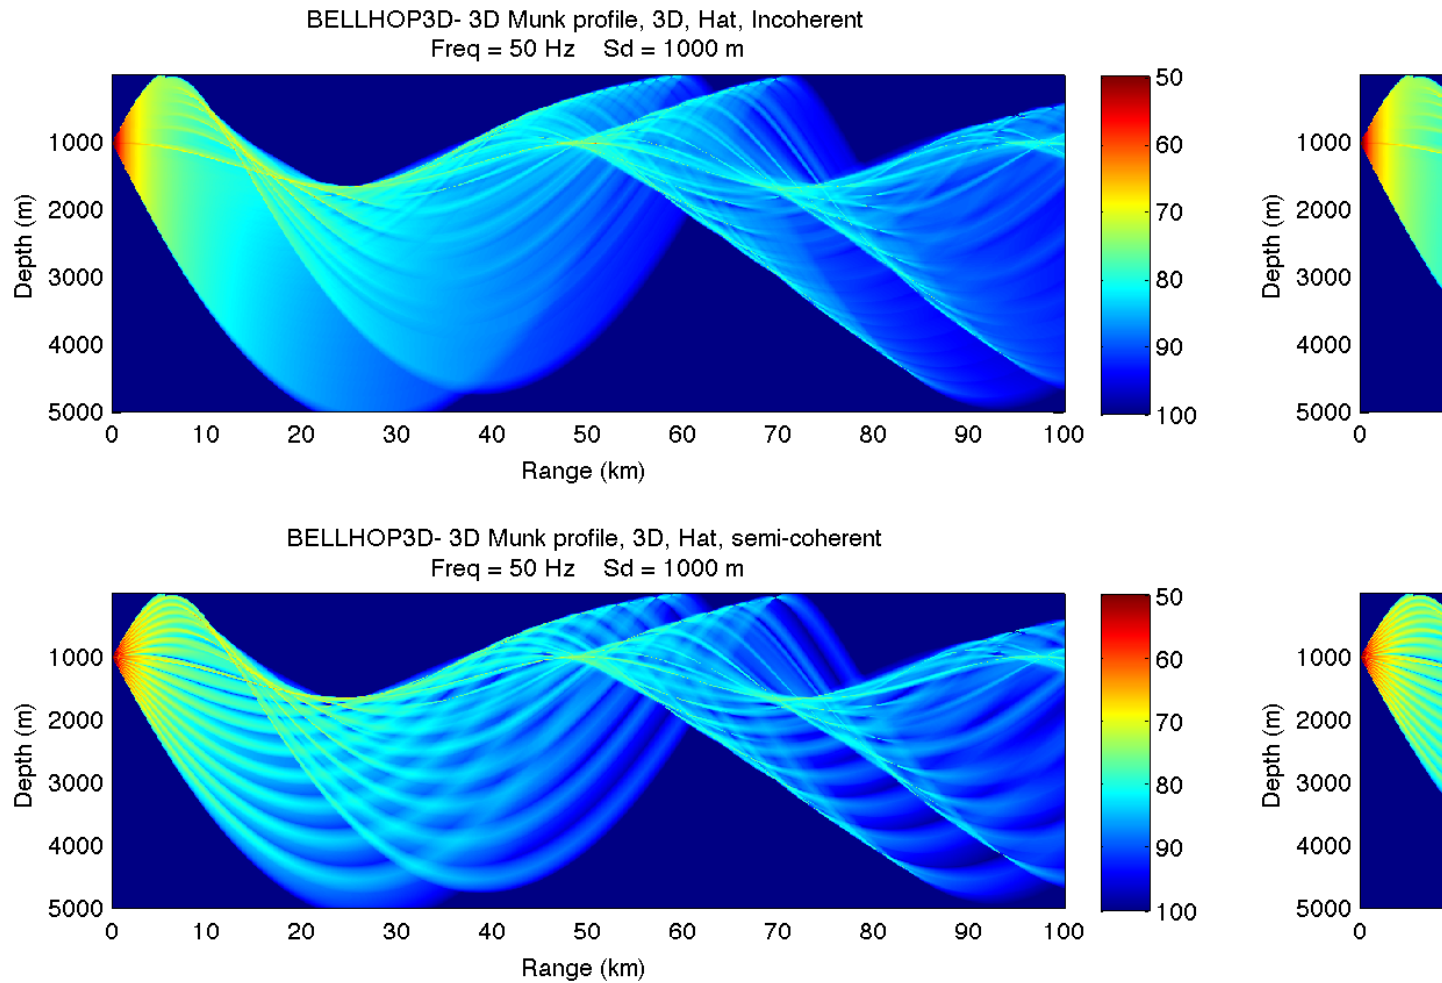 BELLHOP3D- 3D Munk profile, 3D, Hat, Incoherent
Freq = 50 Hz    Sd = 1000 m
Depth (m)
1000
2000
3000
4000
5000
0 10 20 30 40 50 60 70 80 90 100
Range (km)
50
60
70
80
90
100
Depth (m)
1000
2000
3000
4000
5000
0
BELLHOP3D- 3D Munk profile, 3D, Hat, semi-coherent
Freq = 50 Hz    Sd = 1000 m
Depth (m)
1000
2000
3000
4000
5000
0 10 20 30 40 50 60 70 80 90 100
Range (km)
50
60
70
80
90
100
Depth (m)
1000
2000
3000
4000
5000
0